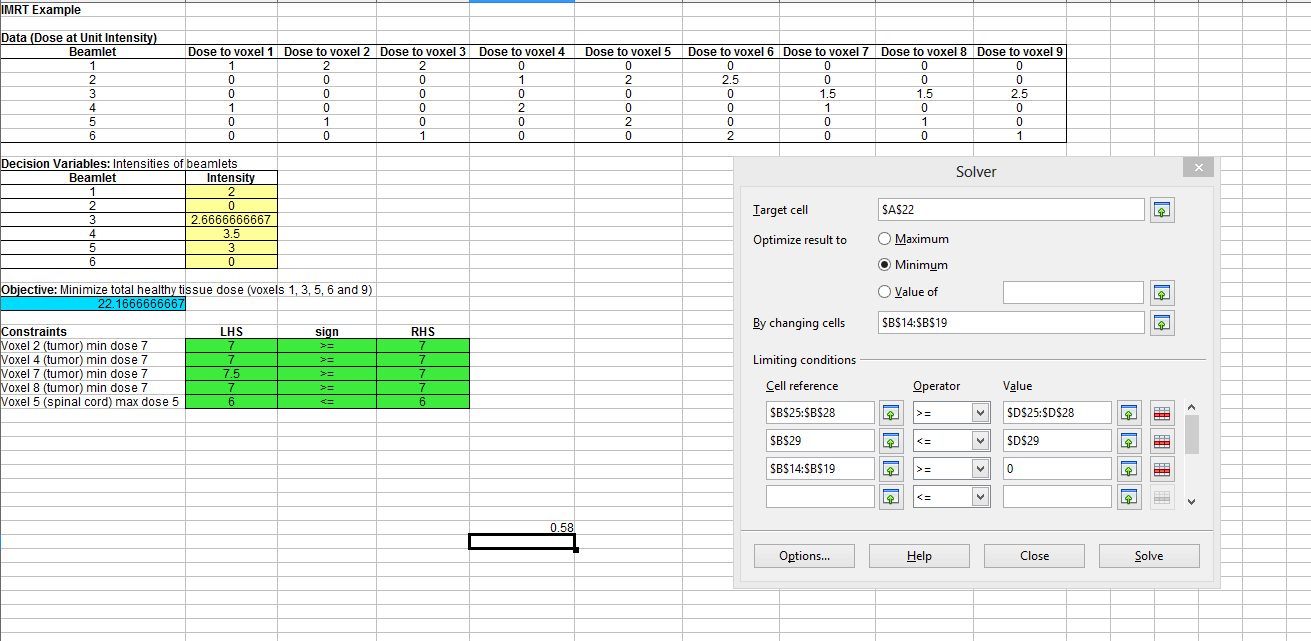 IMRT Example
Data (Dose at Unit Intensity)
Beamlet Dose to voxel 1 Dose to voxel 2 Dose to voxel 3 Dose to voxel 4 Dose to voxel 5 Dose to voxel 6 Dose to voxel 7 Dose to voxel 8 Dose to voxel 9
1 1 2 2 0 0 0 0 0 0
2 0 0 0 1 2 2.5 0 0 0
3 0 0 0 0 0 0 1.5 1.5 2.5
4 1 0 0 2 0 0 1 0 0
5 0 1 0 0 2 0 0 1 0
6 0 0 1 0 0 2 0 0 1
Decision Variables: Intensities of beamlets
Beamlet Intensity
1 2
2 0
3 2.6666666667
4 3.5
5 3
6 0
Objective: Minimize total healthy tissue dose (voxels 1, 3, 5, 6 and 9)
22.1666666667
Constraints LHS sign RHS
Voxel 2 (tumor) min dose 7 7 >= 7
Voxel 4 (tumor) min dose 7 7 >= 7
Voxel 7 (tumor) min dose 7 7.5 >= 7
Voxel 8 (tumor) min dose 7 7 >= 7
Voxel 5 (spinal cord) max dose 5 6 <= 6
0.58
Solver
Target cell $A$22
Optimize result to Maximum
Minimum
Value of
By changing cells $B$14:$B$19
Limiting conditions
Cell reference Operator Value
$B$25:$B$28 >= $D$25:$D$28
$B$29 <= $D$29
$B$14:$B$19 >= 0
<=
Options... Help Close Solve